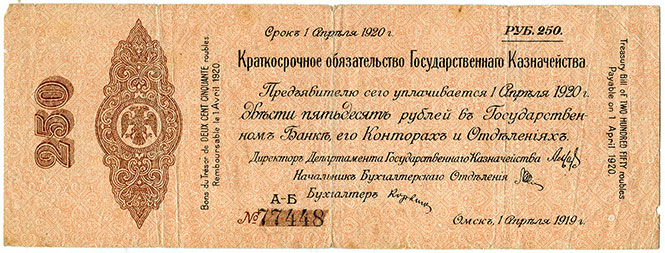 250
Bons du Trésor de DEUX CENT CINQUANTE roubles.
Remboursable le 1 Avril 1920.
Срокъ 1 Апрѣля 1920 г.
РУБ. 250.
Краткосрочное обязательство Государственнаго Казначейства.
Предъявителю сего уплачивается 1 Апрѣля 1920 г.
Двѣсти пятьдесятъ рублей въ Государствен-
номъ Банкѣ, его Конторахъ и Отдѣленіяхъ.
Директоръ Департамента Государственнаго Казначейства
Начальникъ Бухгалтерскаго Отдѣленія
Бухгалтеръ
А-Б
№ 77448
Омскъ, 1 Апрѣля 1919 г.
Treasury Bill of TWO HUNDRED FIFTY roubles.
Payable on 1 April 1920.